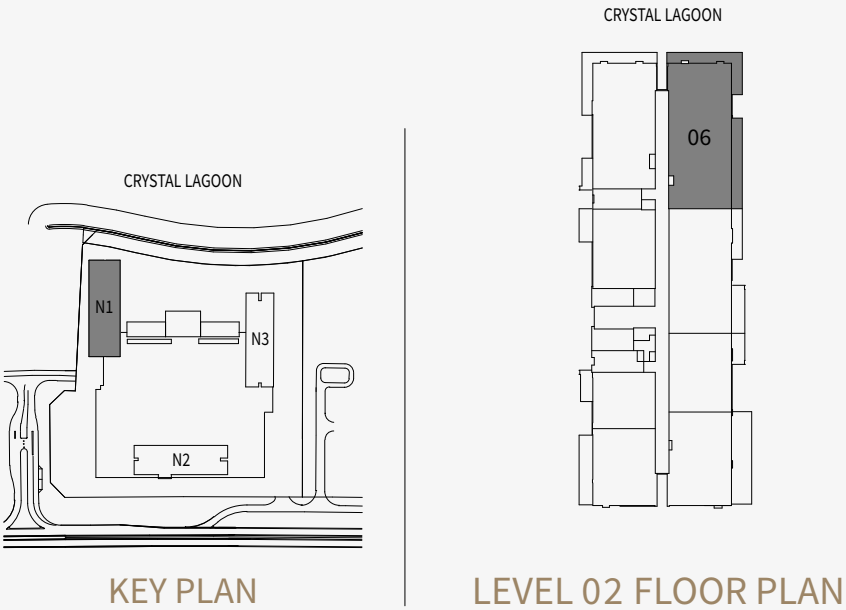 CRYSTAL LAGOON
N1
N3
N2
KEY PLAN
CRYSTAL LAGOON
06
LEVEL 02 FLOOR PLAN